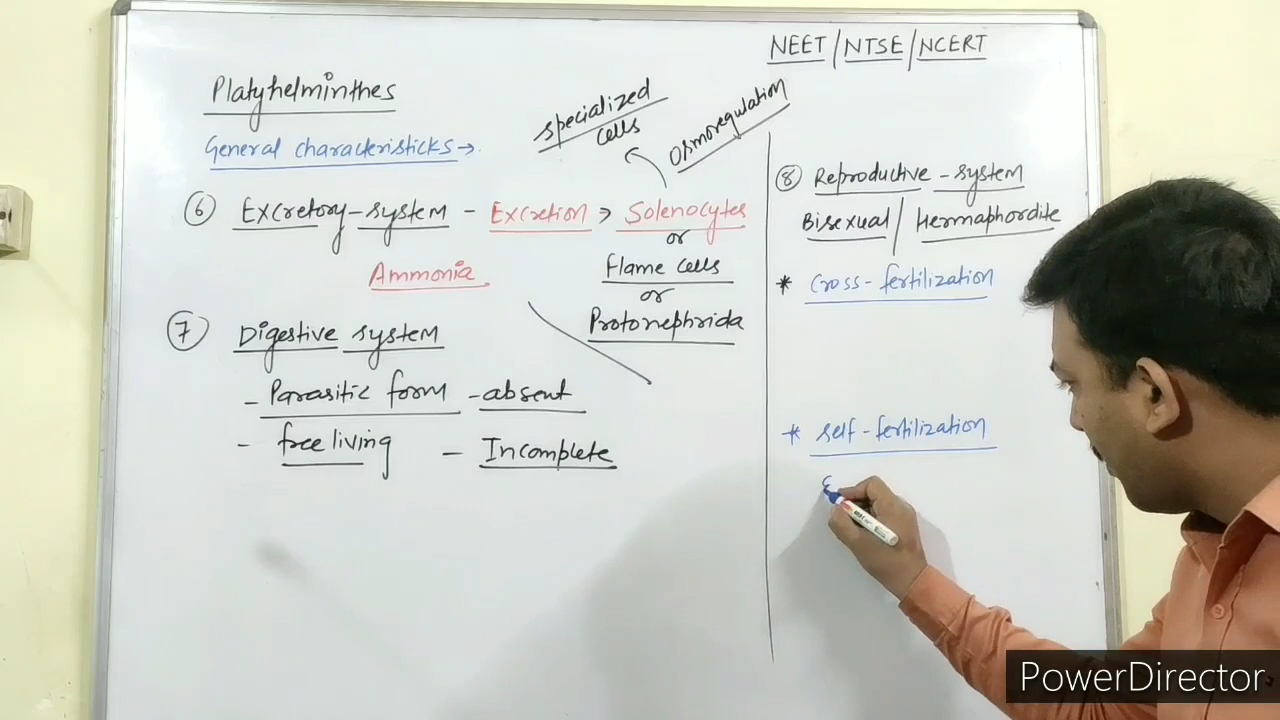 NEET/NTSE/NCERT
Platyhelminthes
General characteristicks →
specialized
cells
Osmoregulation
⑥ Excretory-system - Excretion → Solenocytes
or
Ammonia
Flame cells
or
Protonephrida
⑦ Digestive system
- Parasitic form - absent
- free living - Incomplete
⑧ Reproductive-system
Bisexual/Hermaphordite
* Cross-fertilization
* self-fertilization
PowerDirector